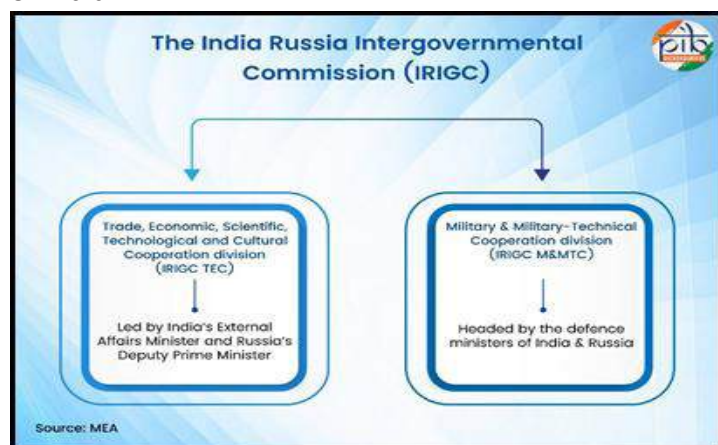 The India Russia Intergovernmental
Commission (IRIGC)
pib
Trade, Economic, Scientific,
Technological and Cultural
Cooperation division
(IRIGC TEC)
Led by India's External
Affairs Minister and Russia's
Deputy Prime Minister
Military & Military-Technical
Cooperation division
(IRIGC M&MTC)
Headed by the defence
ministers of India & Russia
Source: MEA